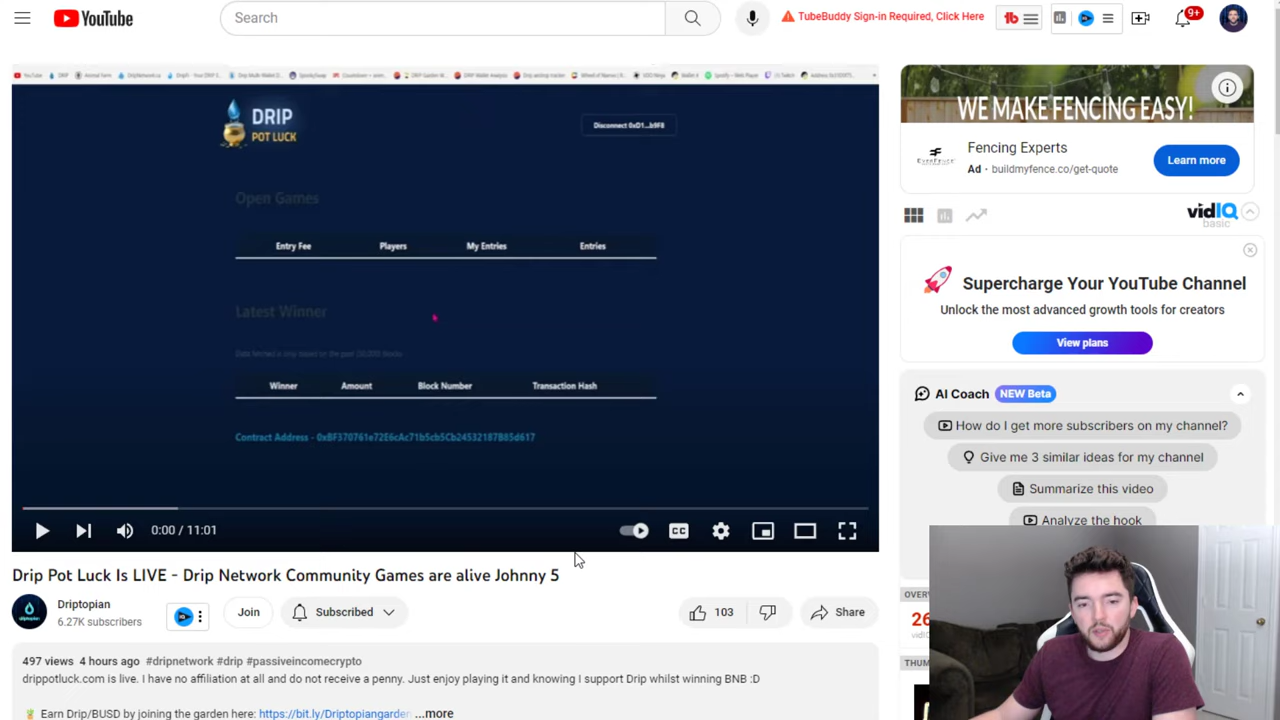 YouTube
Search
TubeBuddy Sign-in Required, Click Here
tb
9+
DRIP
POT LUCK
Disconnect 0xD1...b9F8
Open Games
Entry Fee Players My Entries Entries
Latest Winner
Winner Amount Block Number Transaction Hash
Contract Address - 0xBF370761e72E6cAc71b5cb5Cb24532187B85d617
0:00 / 11:01
CC
Drip Pot Luck Is LIVE - Drip Network Community Games are alive Johnny 5
Driptopian
6.27K subscribers
Join
Subscribed
103
Share
497 views 4 hours ago #dripnetwork #drip #passiveincomecrypto
drippotluck.com is live. I have no affiliation at all and do not receive a penny. Just enjoy playing it and knowing I support Drip whilst winning BNB :D
Earn Drip/BUSD by joining the garden here: https://bit.ly/Driptopiangarden ...more
WE MAKE FENCING EASY!
Fencing Experts
Ad · buildmyfence.co/get-quote
Learn more
vidIQ
basic
Supercharge Your YouTube Channel
Unlock the most advanced growth tools for creators
View plans
AI Coach NEW Beta
How do I get more subscribers on my channel?
Give me 3 similar ideas for my channel
Summarize this video
Analyze the hook